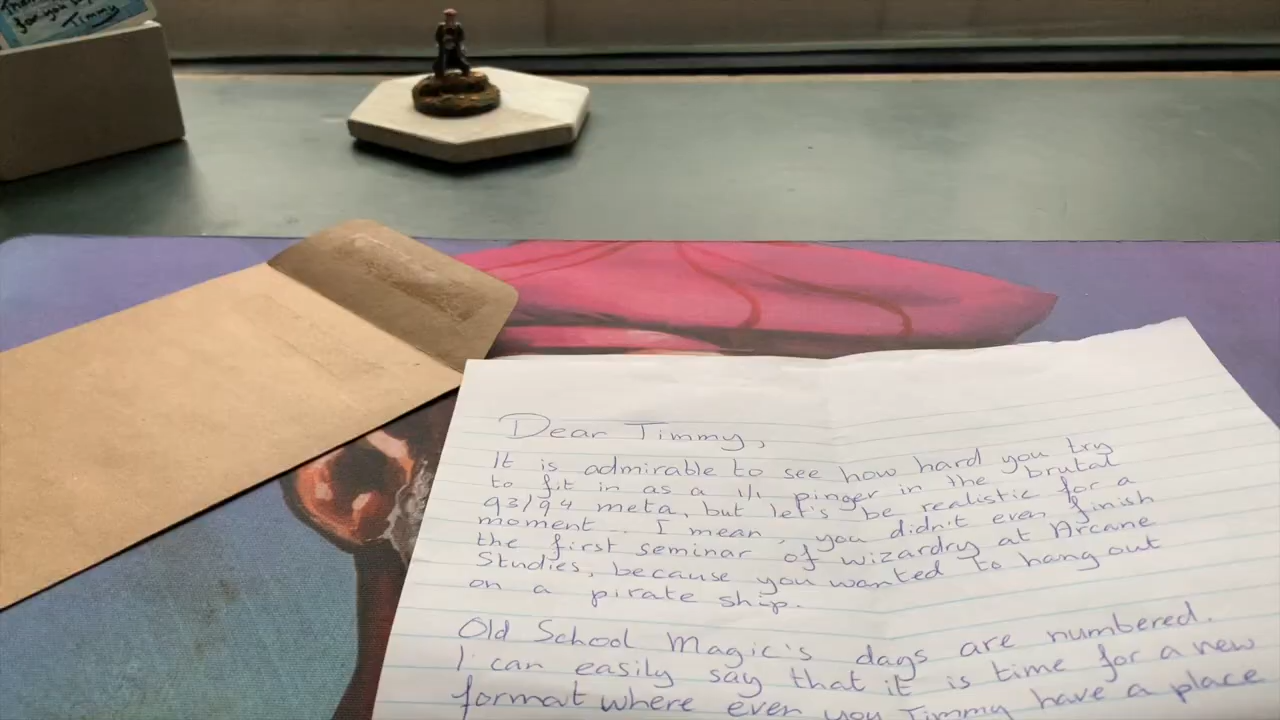 for you
Timmy
Dear Timmy,
It is admirable to see how hard you try
to fit in as a 1/1 pinger in the brutal
93/94 meta, but let's be realistic for a
moment. I mean, you didn't even finish
the first seminar of wizardry at Arcane
Studies, because you wanted to hang out
on a pirate ship.
Old School Magic's days are numbered.
I can easily say that it is time for a new
format where even you Timmy have a place